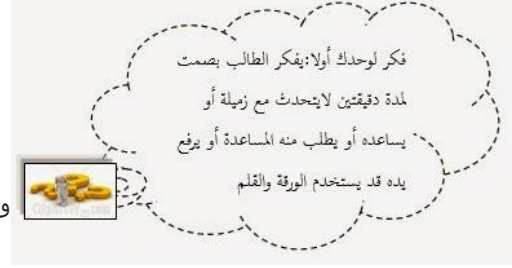 فكر لوحدك أولا:يفكر الطالب بصمت
لمدة دقيقتين لايتحدث مع زميلة أو
يساعده أو يطلب منه المساعدة أو يرفع
يده قد يستخدم الورقة والقلم
و